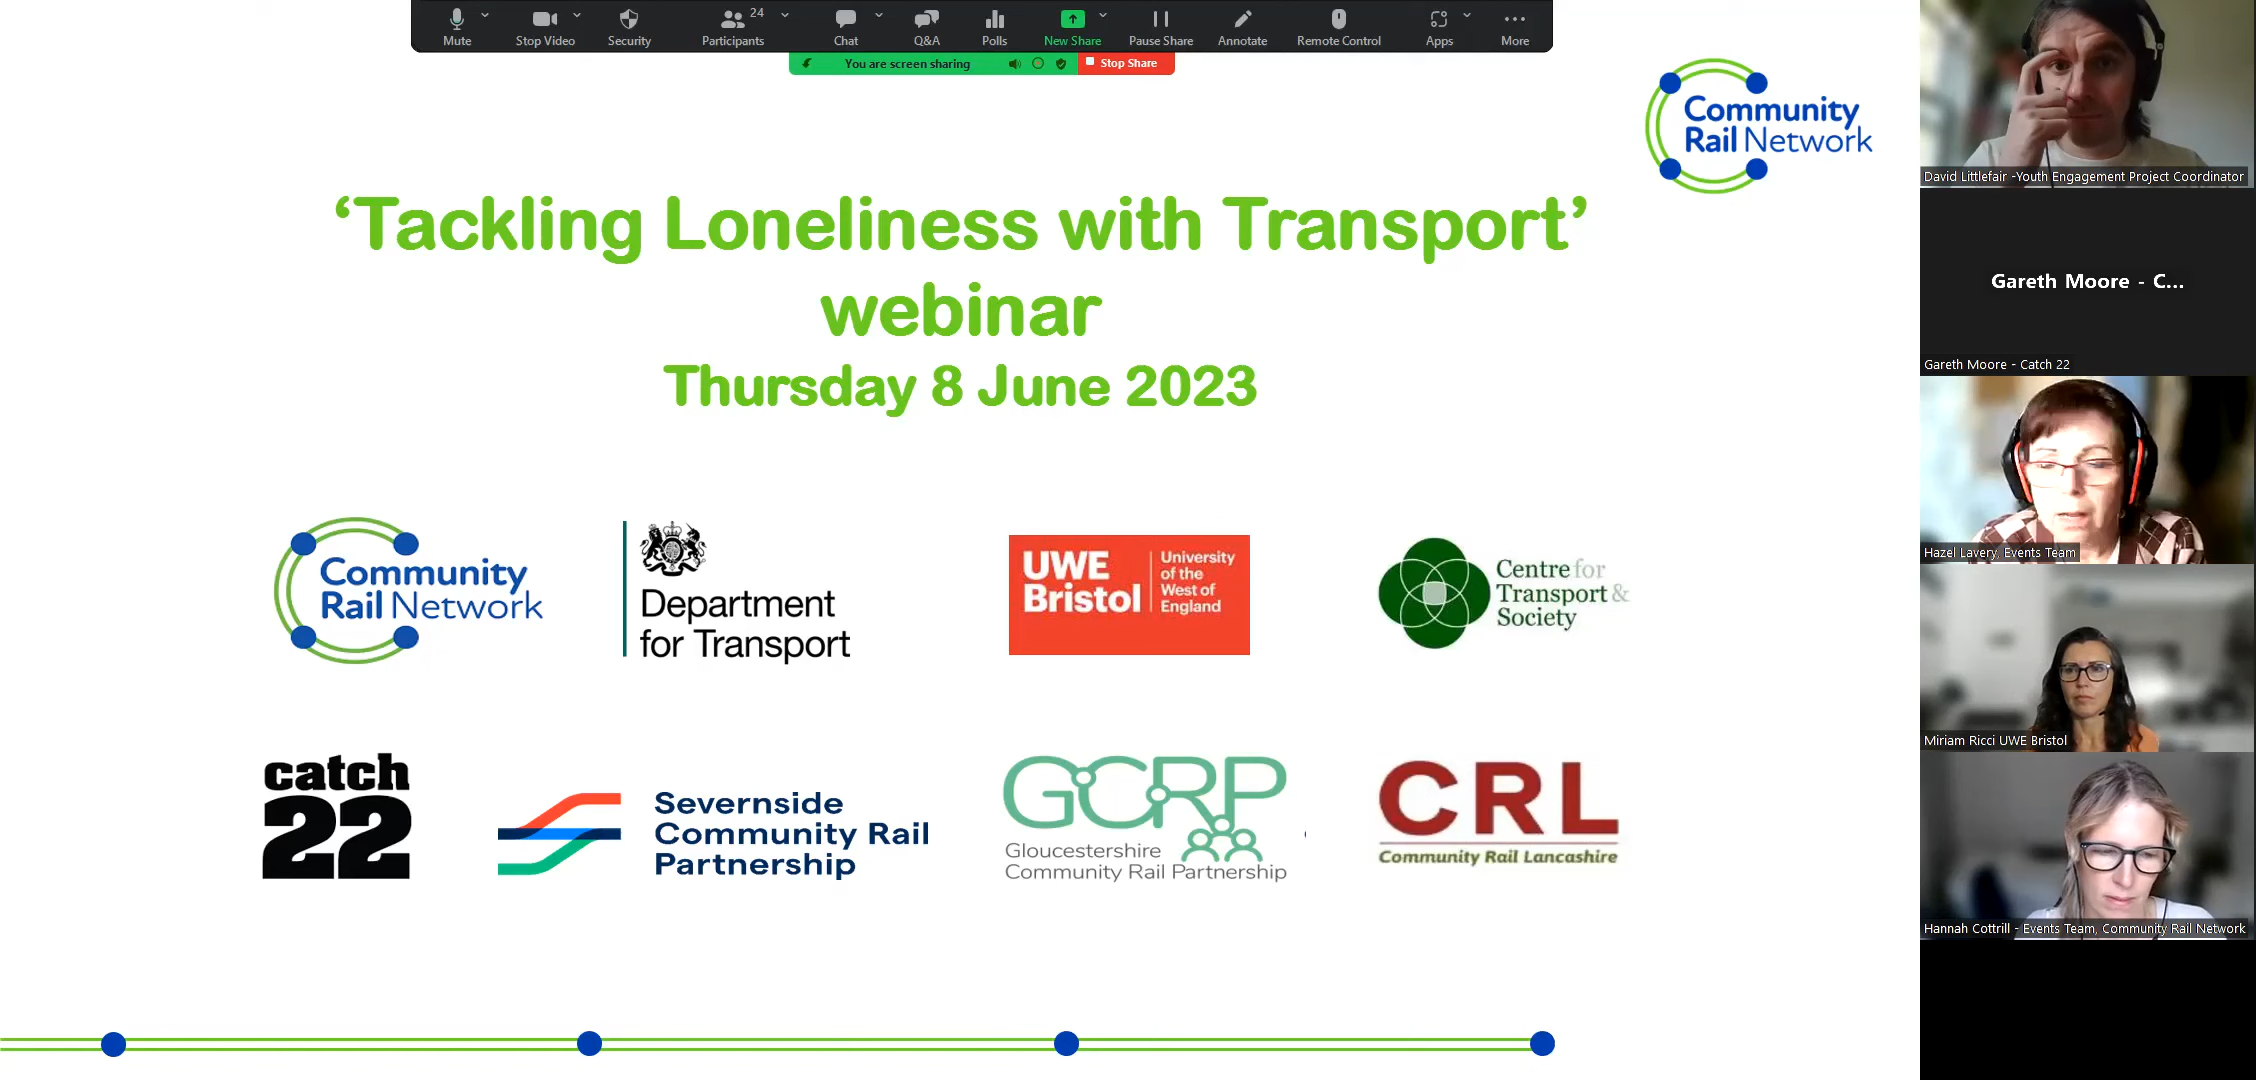 Mute
Stop Video
Security
Participants
24
Chat
Q&A
Polls
New Share
Pause Share
Annotate
Remote Control
Apps
More
You are screen sharing
Stop Share
Community
Rail Network
‘Tackling Loneliness with Transport’
webinar
Thursday 8 June 2023
Community
Rail Network
Department
for Transport
UWE
Bristol
University
of the
West of
England
Centre for
Transport &
Society
catch
22
Severnside
Community Rail
Partnership
GCRP
Gloucestershire
Community Rail Partnership
CRL
Community Rail Lancashire
David Littlefair -Youth Engagement Project Coordinator
Gareth Moore - C...
Gareth Moore - Catch 22
Hazel Lavery, Events Team
Miriam Ricci UWE Bristol
Hannah Cottrill - Events Team, Community Rail Network